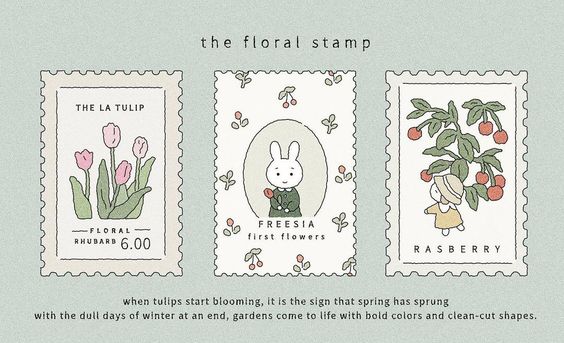 the floral stamp
THE LA TULIP
FLORAL
RHUBARB 6.00
FREESIA
first flowers
RASBERRY
when tulips start blooming, it is the sign that spring has sprung
with the dull days of winter at an end, gardens come to life with bold colors and clean-cut shapes.